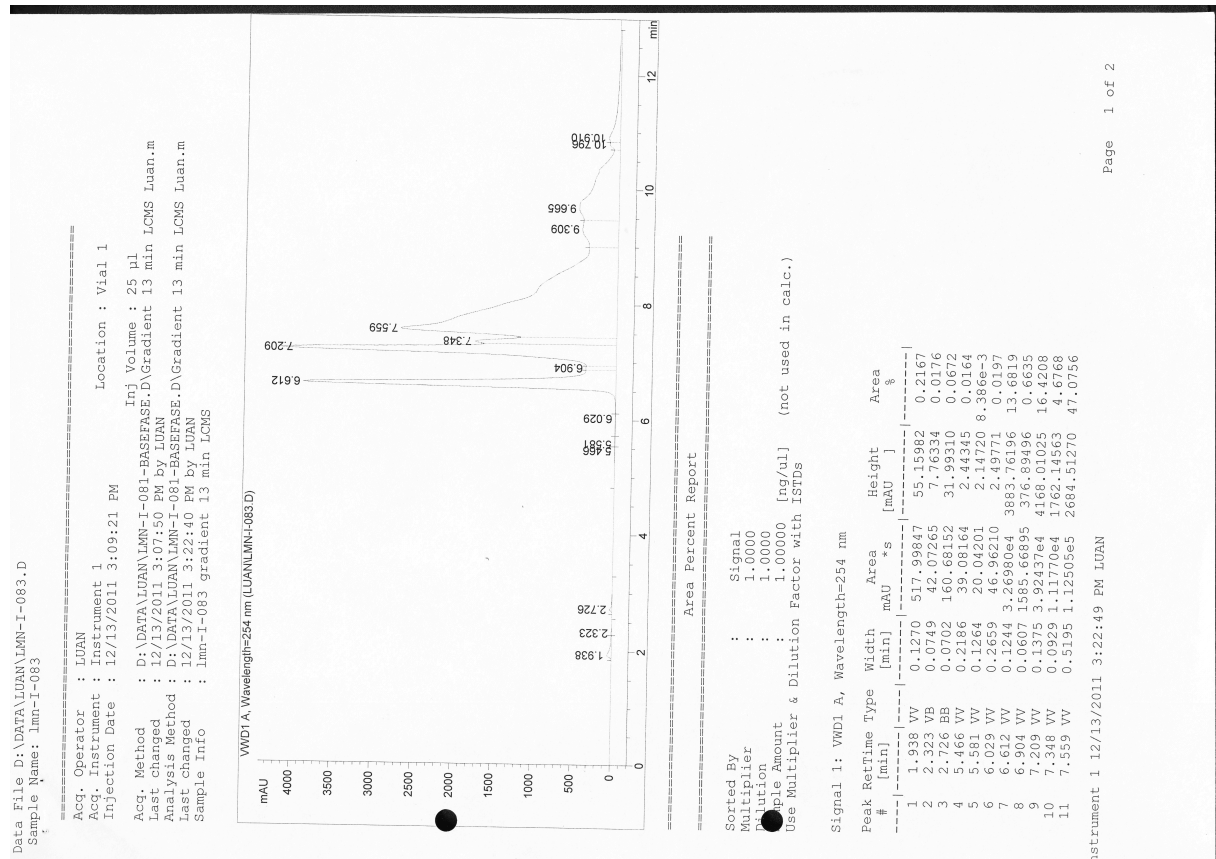 Data File D:\DATA\LUAN\LMN-I-083.D
Sample Name: lmn-I-083
=====================================================================
Acq. Operator : LUAN
Acq. Instrument : Instrument 1 Location : Vial 1
Injection Date : 12/13/2011 3:09:21 PM
Inj Volume : 25 µl
Acq. Method : D:\DATA\LUAN\LMN-I-081-BASEFASE.D\Gradient 13 min LCMS Luan.m
Last changed : 12/13/2011 3:07:50 PM by LUAN
Analysis Method : D:\DATA\LUAN\LMN-I-081-BASEFASE.D\Gradient 13 min LCMS Luan.m
Last changed : 12/13/2011 3:22:40 PM by LUAN
Sample Info : lmn-I-083 gradient 13 min LCMS
VWD1 A, Wavelength=254 nm (LUAN\LMN-I-083.D)
mAU
4000
3500
3000
2500
2000
1500
1000
500
0
1.938
2.323
2.726
5.466
5.581
6.029
6.612
6.904
7.209
7.348
7.559
9.309
9.665
10.796
10.910
0 2 4 6 8 10 12 min
=====================================================================
Area Percent Report
=====================================================================
Sorted By : Signal
Multiplier : 1.0000
Dilution : 1.0000
Sample Amount : 1.00000 [ng/ul] (not used in calc.)
Use Multiplier & Dilution Factor with ISTDs
Signal 1: VWD1 A, Wavelength=254 nm
Peak RetTime Type Width Area Height Area
# [min] [min] mAU *s [mAU ] %
----|-------|----|-------|----------|----------|--------|
1 1.938 VV 0.1270 517.99847 55.15982 0.2167
2 2.323 VB 0.0749 42.07265 7.76334 0.0176
3 2.726 BB 0.0702 160.68152 31.99310 0.0672
4 5.466 VV 0.2186 39.08164 2.44345 0.0164
5 5.581 VV 0.1264 20.04201 2.14720 8.386e-3
6 6.029 VV 0.2659 46.96210 2.49771 0.0197
7 6.612 VV 0.1244 3.26980e4 3883.76196 13.6819
8 6.904 VV 0.0607 1585.66895 376.89496 0.6635
9 7.209 VV 0.1375 3.92437e4 4168.01025 16.4208
10 7.348 VV 0.0929 1.11770e4 1762.14563 4.6768
11 7.559 VV 0.5195 1.12505e5 2684.51270 47.0756
nstrument 1 12/13/2011 3:22:49 PM LUAN
Page 1 of 2